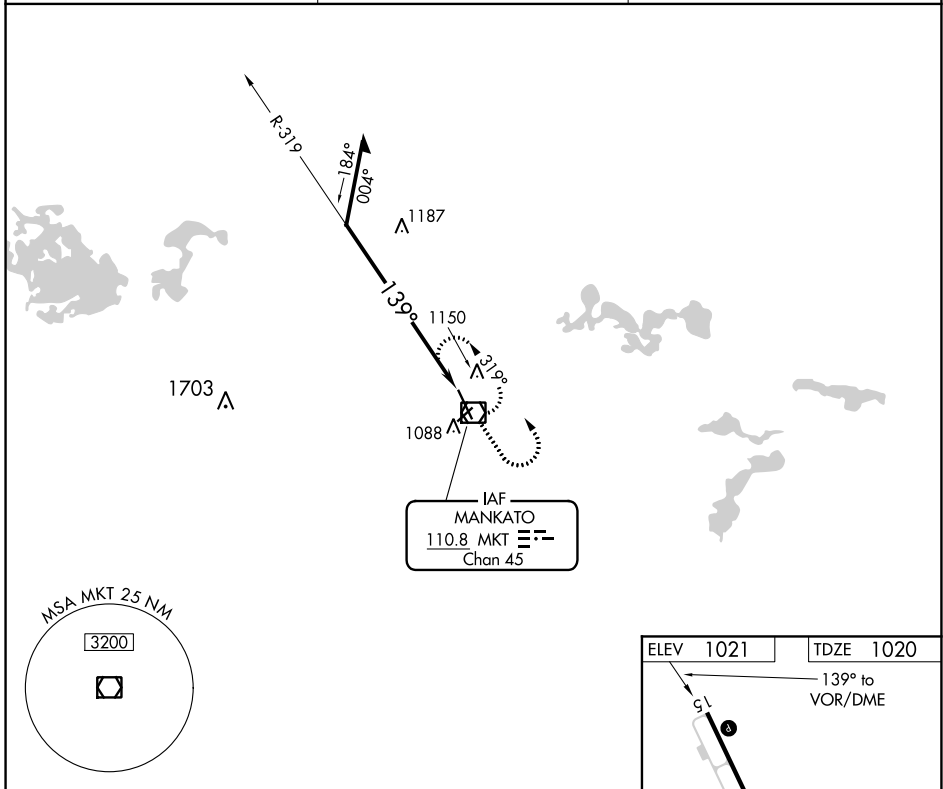 R-319
184°
004°
1187
139°
1150
319°
1703
1088
IAF
MANKATO
110.8 MKT
Chan 45
MSA MKT 25 NM
3200
ELEV 1021
TDZE 1020
139° to
VOR/DME
15
P